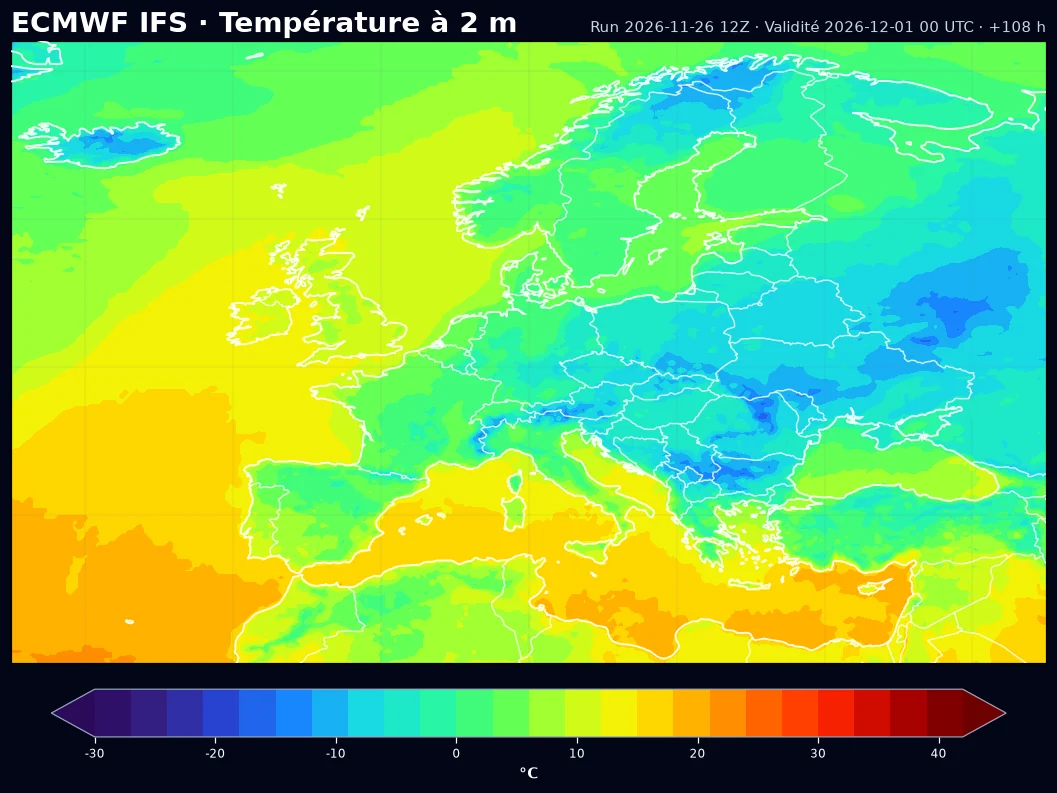 ECMWF IFS · Température à 2 m
Run 2026-11-26 12Z · Validité 2026-12-01 00 UTC · +108 h
-30 -20 -10 0 10 20 30 40
°C